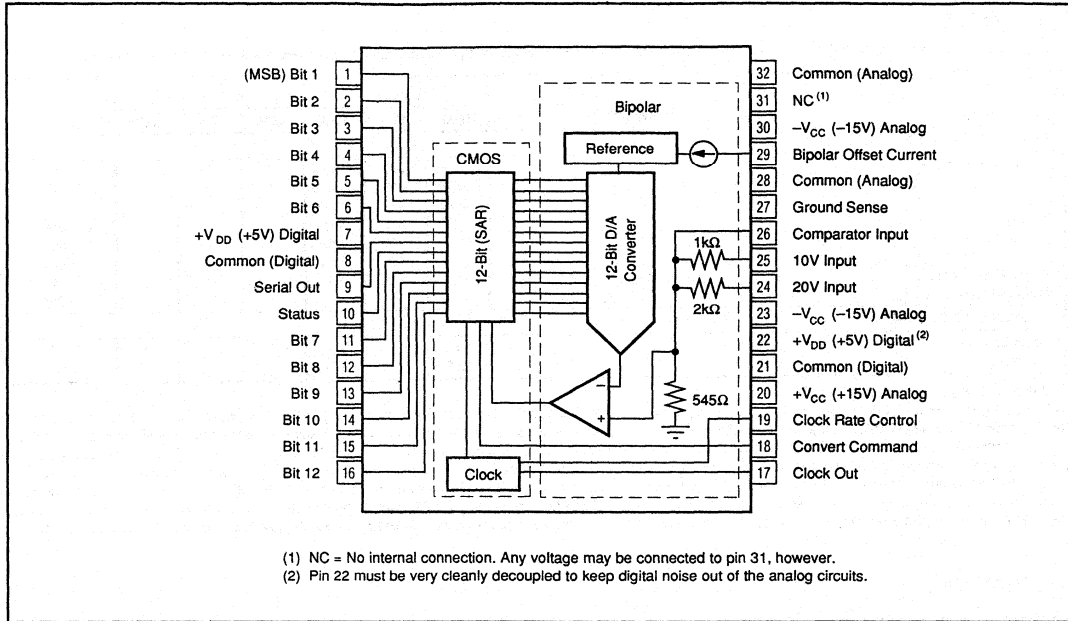 (MSB) Bit 1 1
Bit 2 2
Bit 3 3
Bit 4 4
Bit 5 5
Bit 6 6
+V DD (+5V) Digital 7
Common (Digital) 8
Serial Out 9
Status 10
Bit 7 11
Bit 8 12
Bit 9 13
Bit 10 14
Bit 11 15
Bit 12 16
CMOS
12-Bit (SAR)
Clock
Bipolar
Reference
12-Bit D/A
Converter
−
+
1kΩ
2kΩ
545Ω
32 Common (Analog)
31 NC (1)
30 –VCC (–15V) Analog
29 Bipolar Offset Current
28 Common (Analog)
27 Ground Sense
26 Comparator Input
25 10V Input
24 20V Input
23 –VCC (–15V) Analog
22 +VDD (+5V) Digital (2)
21 Common (Digital)
20 +VCC (+15V) Analog
19 Clock Rate Control
18 Convert Command
17 Clock Out
(1) NC = No internal connection. Any voltage may be connected to pin 31, however.
(2) Pin 22 must be very cleanly decoupled to keep digital noise out of the analog circuits.